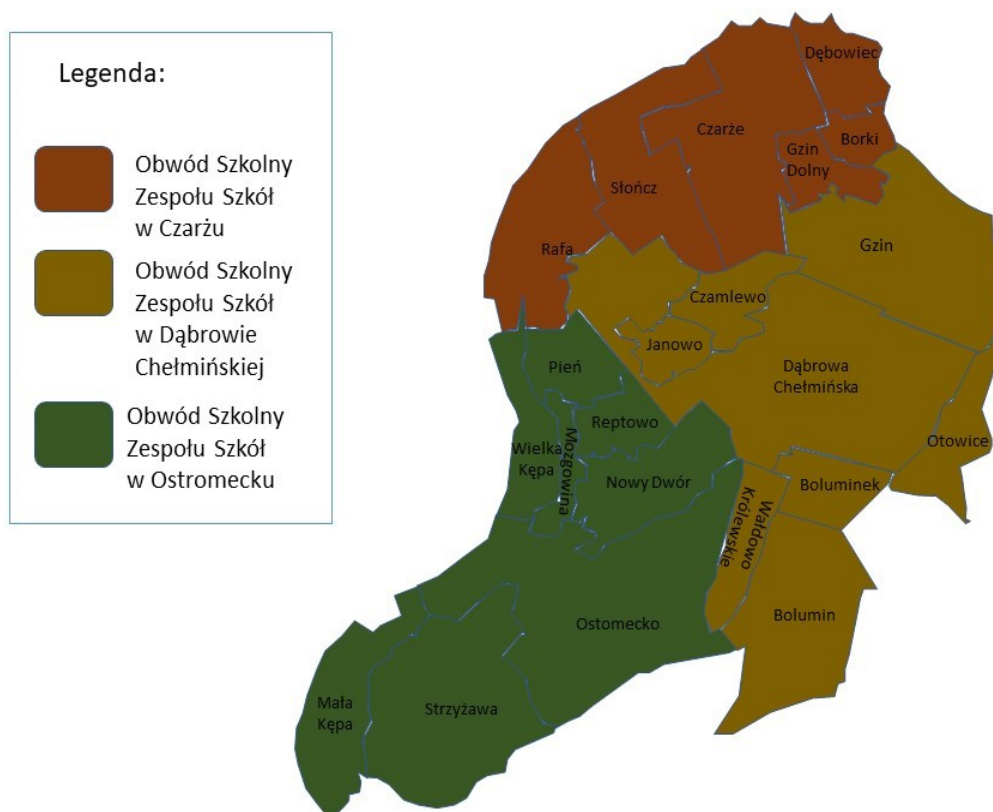 Legenda:
Obwód Szkolny
Zespołu Szkół
w Czarżu
Obwód Szkolny
Zespołu Szkół
w Dąbrowie
Chełmińskiej
Obwód Szkolny
Zespołu Szkół
w Ostromecku
Dębowiec
Czarże
Borki
Gzin
Dolny
Słończ
Rafa
Gzin
Czamlewo
Janowo
Dąbrowa
Chełmińska
Pień
Reptowo
Otowice
Wielka
Kępa
Mozgowina
Nowy Dwór
Boluminek
Wałdowo
Królewskie
Ostomecko
Bolumin
Mała
Kępa
Strzyżawa